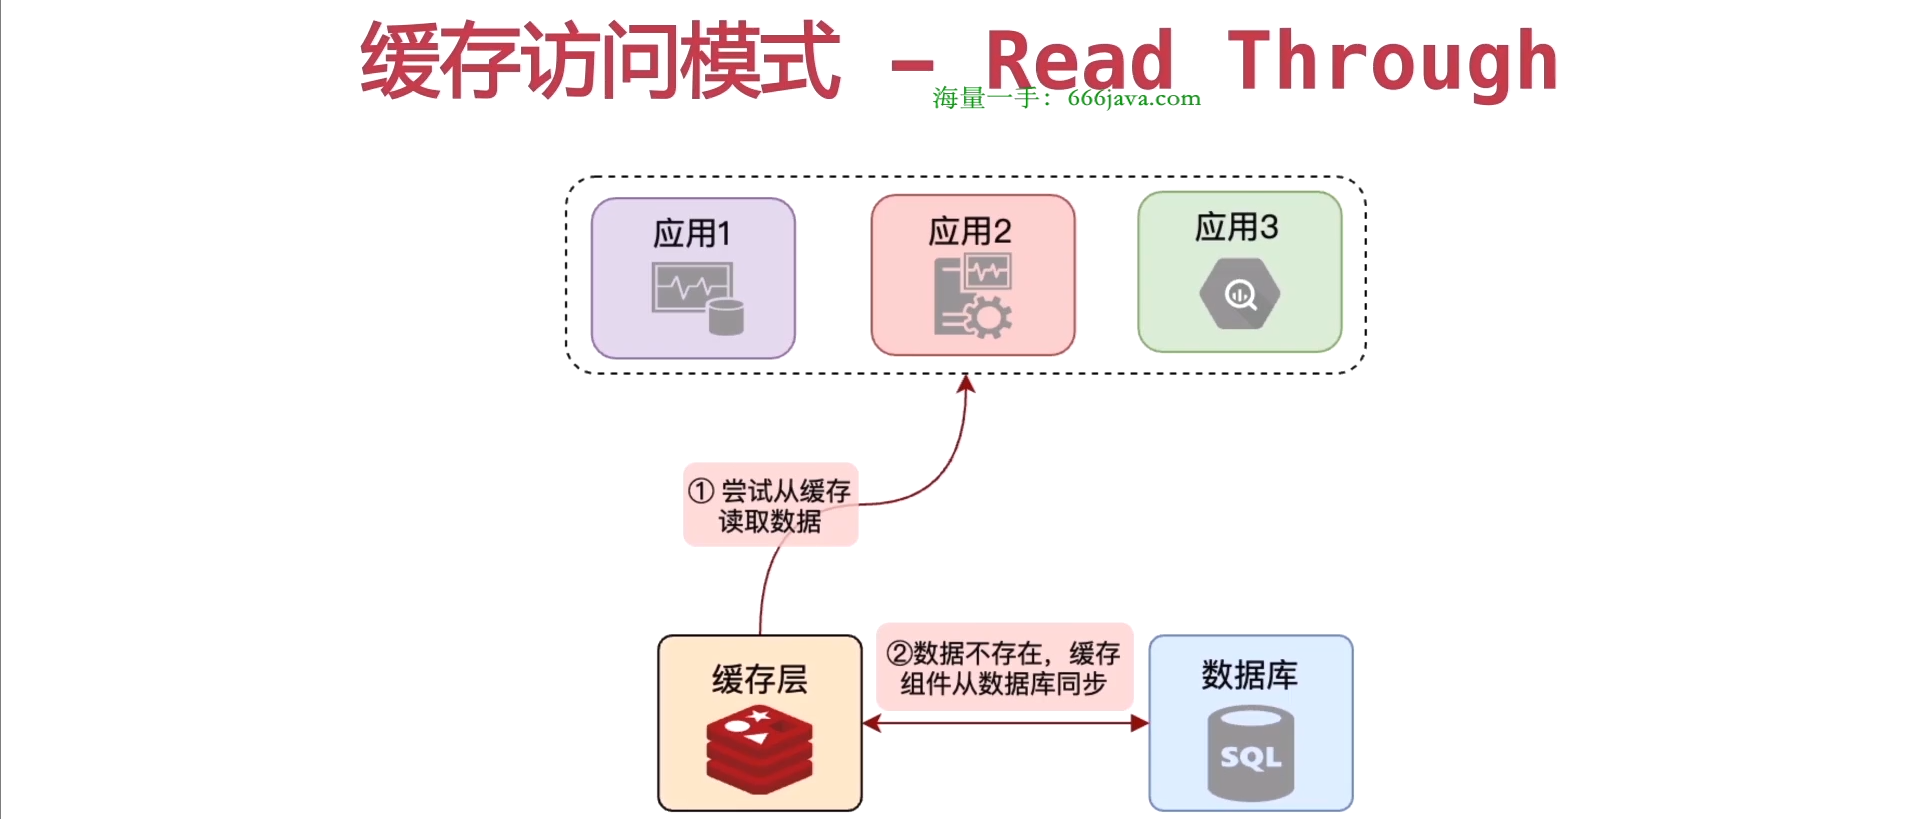 缓存访问模式 - Read Through
海量一手：666java.com
应用1
应用2
应用3
① 尝试从缓存
读取数据
②数据不存在，缓存
组件从数据库同步
缓存层
数据库
SQL